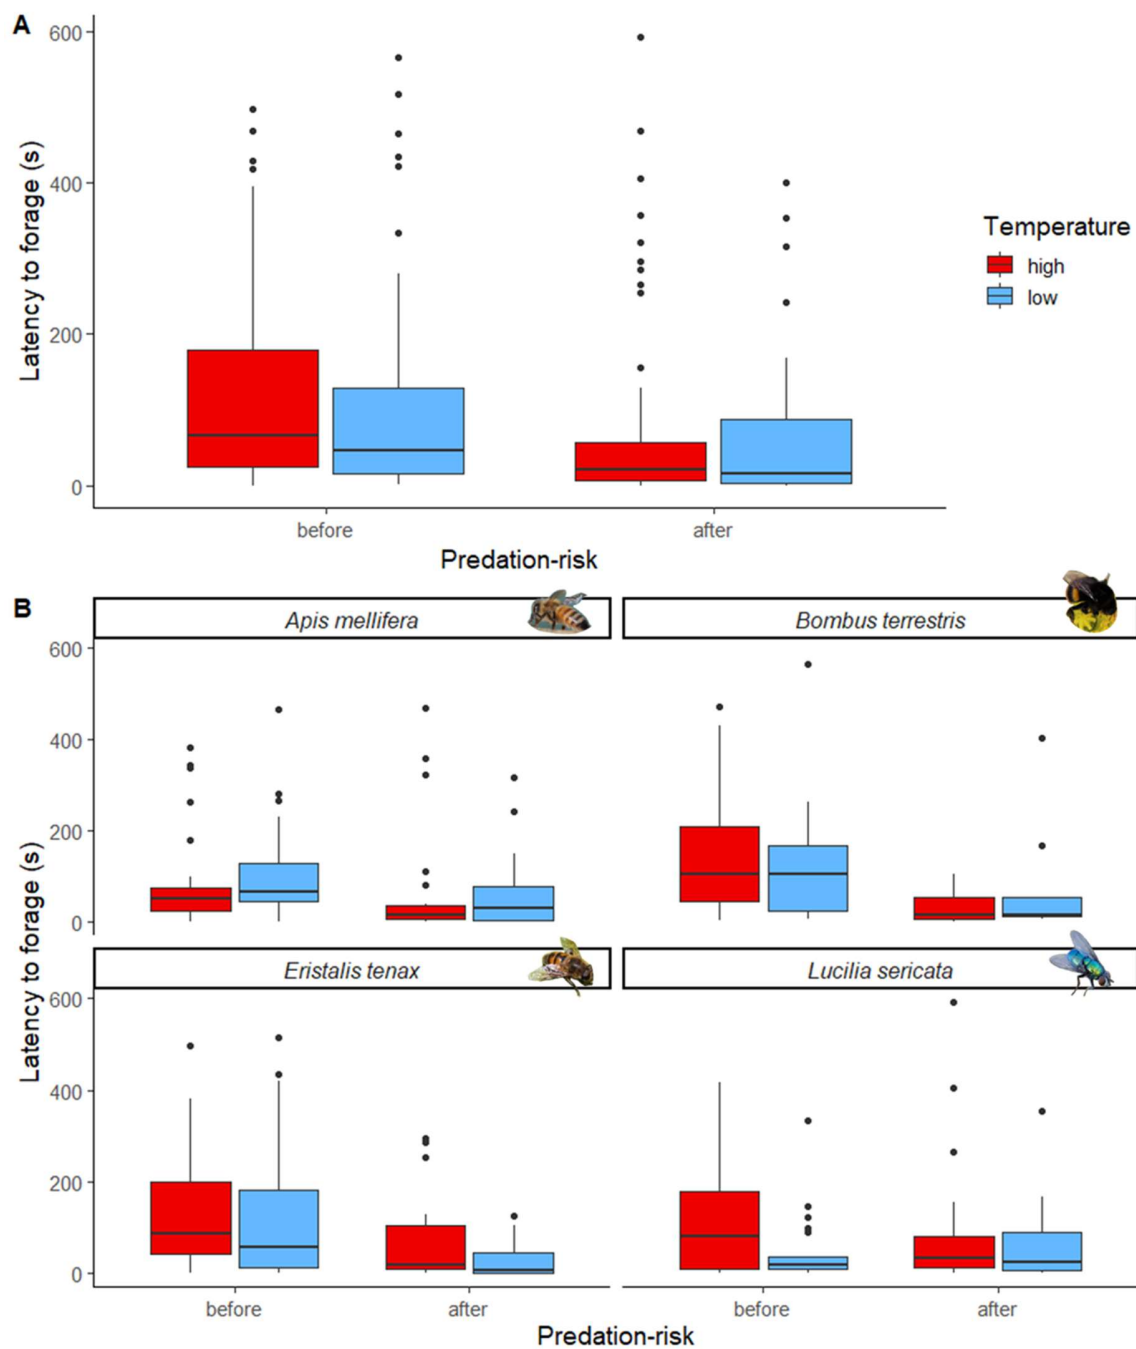 A
600
400
200
0
Latency to forage (s)
before
after
Predation-risk
Temperature
high
low
B
Apis mellifera
Bombus terrestris
600
400
200
0
Eristalis tenax
Lucilia sericata
600
400
200
0
Latency to forage (s)
before
after
before
after
Predation-risk